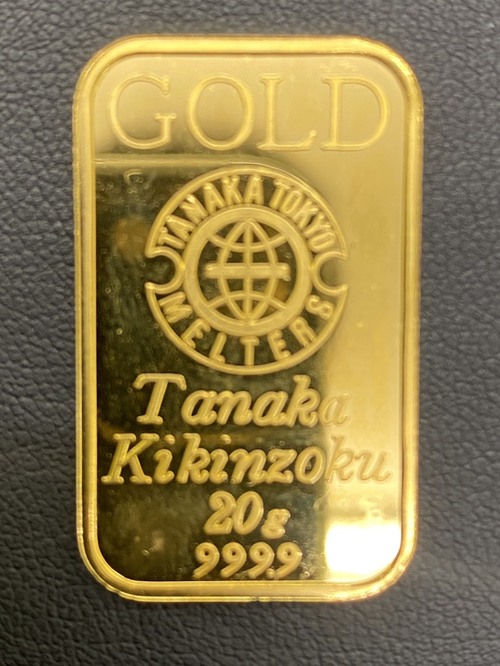 GOLD
TANAKA TOKYO
MELTERS
Tanaka
Kikinzoku
20g
999.9